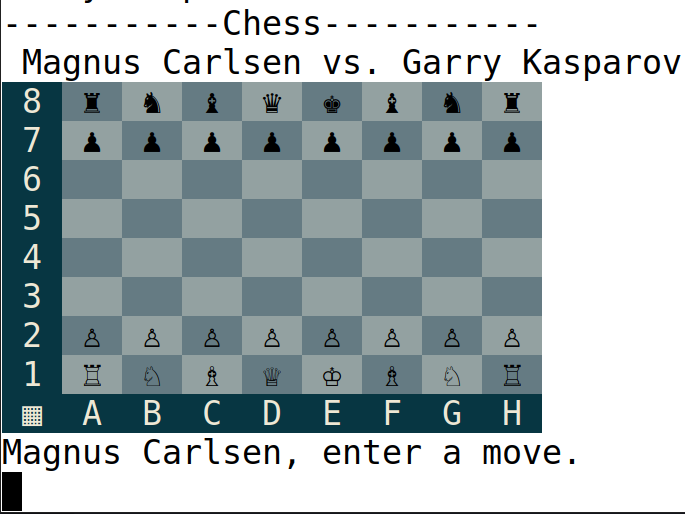 -----------Chess-----------
Magnus Carlsen vs. Garry Kasparov
8 ♜ ♞ ♝ ♛ ♚ ♝ ♞ ♜
7 ♟ ♟ ♟ ♟ ♟ ♟ ♟ ♟
6
5
4
3
2 ♙ ♙ ♙ ♙ ♙ ♙ ♙ ♙
1 ♖ ♘ ♗ ♕ ♔ ♗ ♘ ♖
▦ A B C D E F G H
Magnus Carlsen, enter a move.